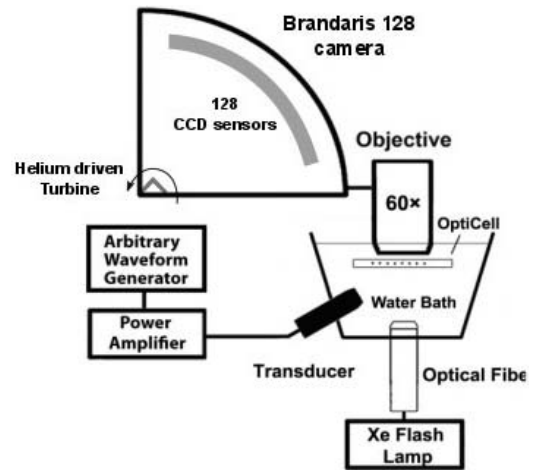 Brandaris 128
camera
128
CCD sensors
Objective
Helium driven
Turbine
60×
OptiCell
Arbitrary
Waveform
Generator
Water Bath
Power
Amplifier
Transducer
Optical Fibe
Xe Flash
Lamp